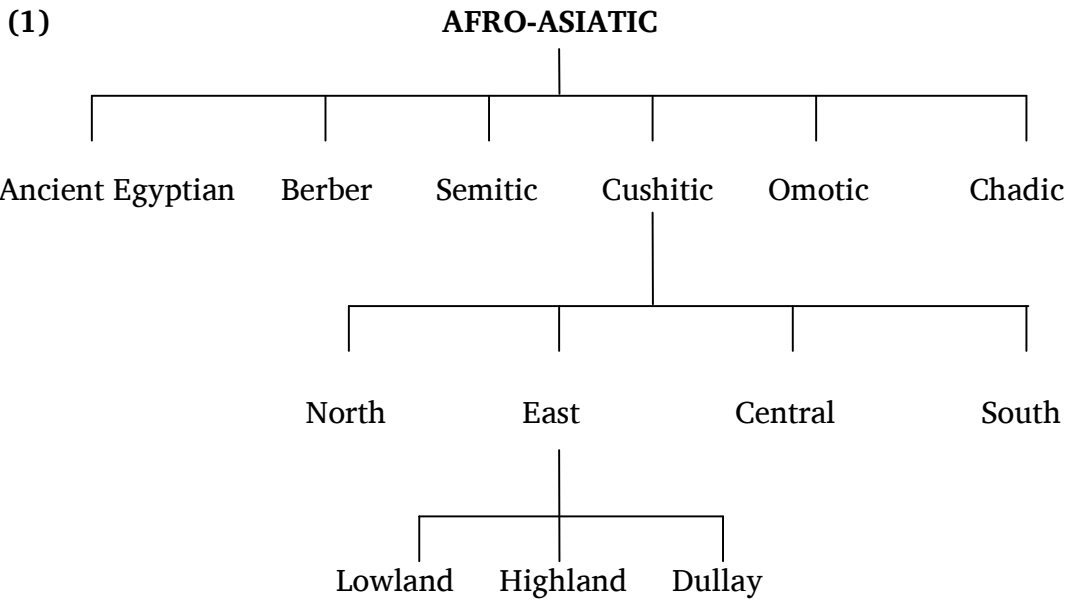 (1) AFRO-ASIATIC
Ancient Egyptian Berber Semitic Cushitic Omotic Chadic
North East Central South
Lowland Highland Dullay